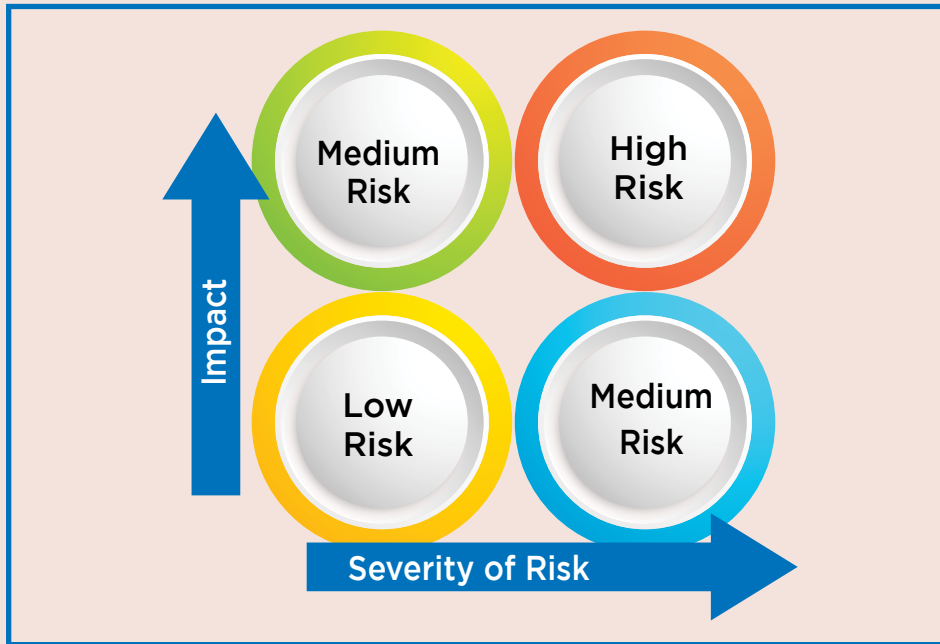 Medium
Risk
High
Risk
Impact
Low
Risk
Medium
Risk
Severity of Risk